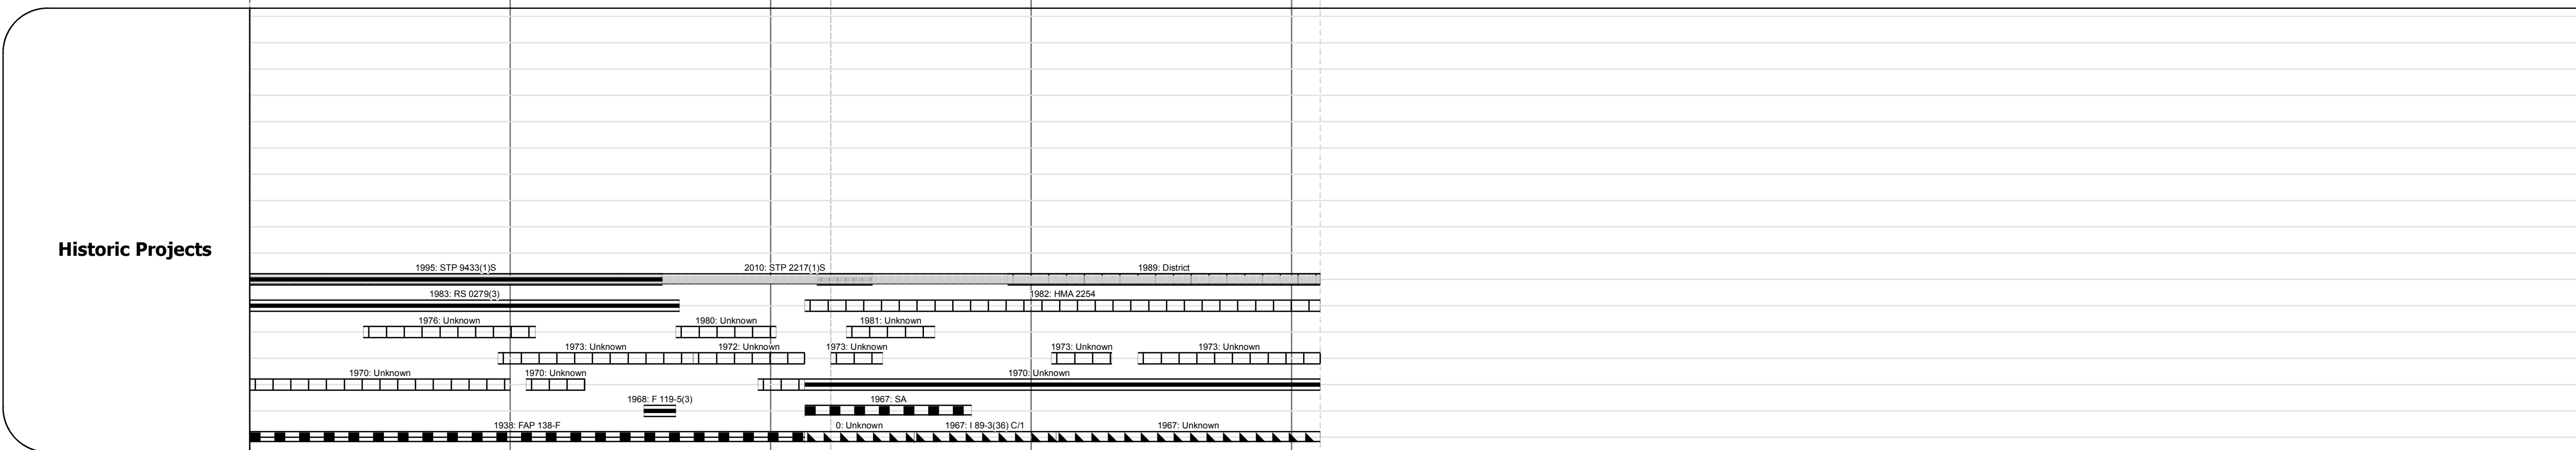 Historic Projects
1995: STP 9433(1)S 2010: STP 2217(1)S 1989: District
1983: RS 0279(3) 1982: HMA 2254
1976: Unknown 1980: Unknown 1981: Unknown
1973: Unknown 1972: Unknown 1973: Unknown 1973: Unknown 1973: Unknown
1970: Unknown 1970: Unknown 1970: Unknown
1968: F 119-5(3) 1967: SA
1938: FAP 138-F 0: Unknown 1967: I 89-3(36) C/1 1967: Unknown